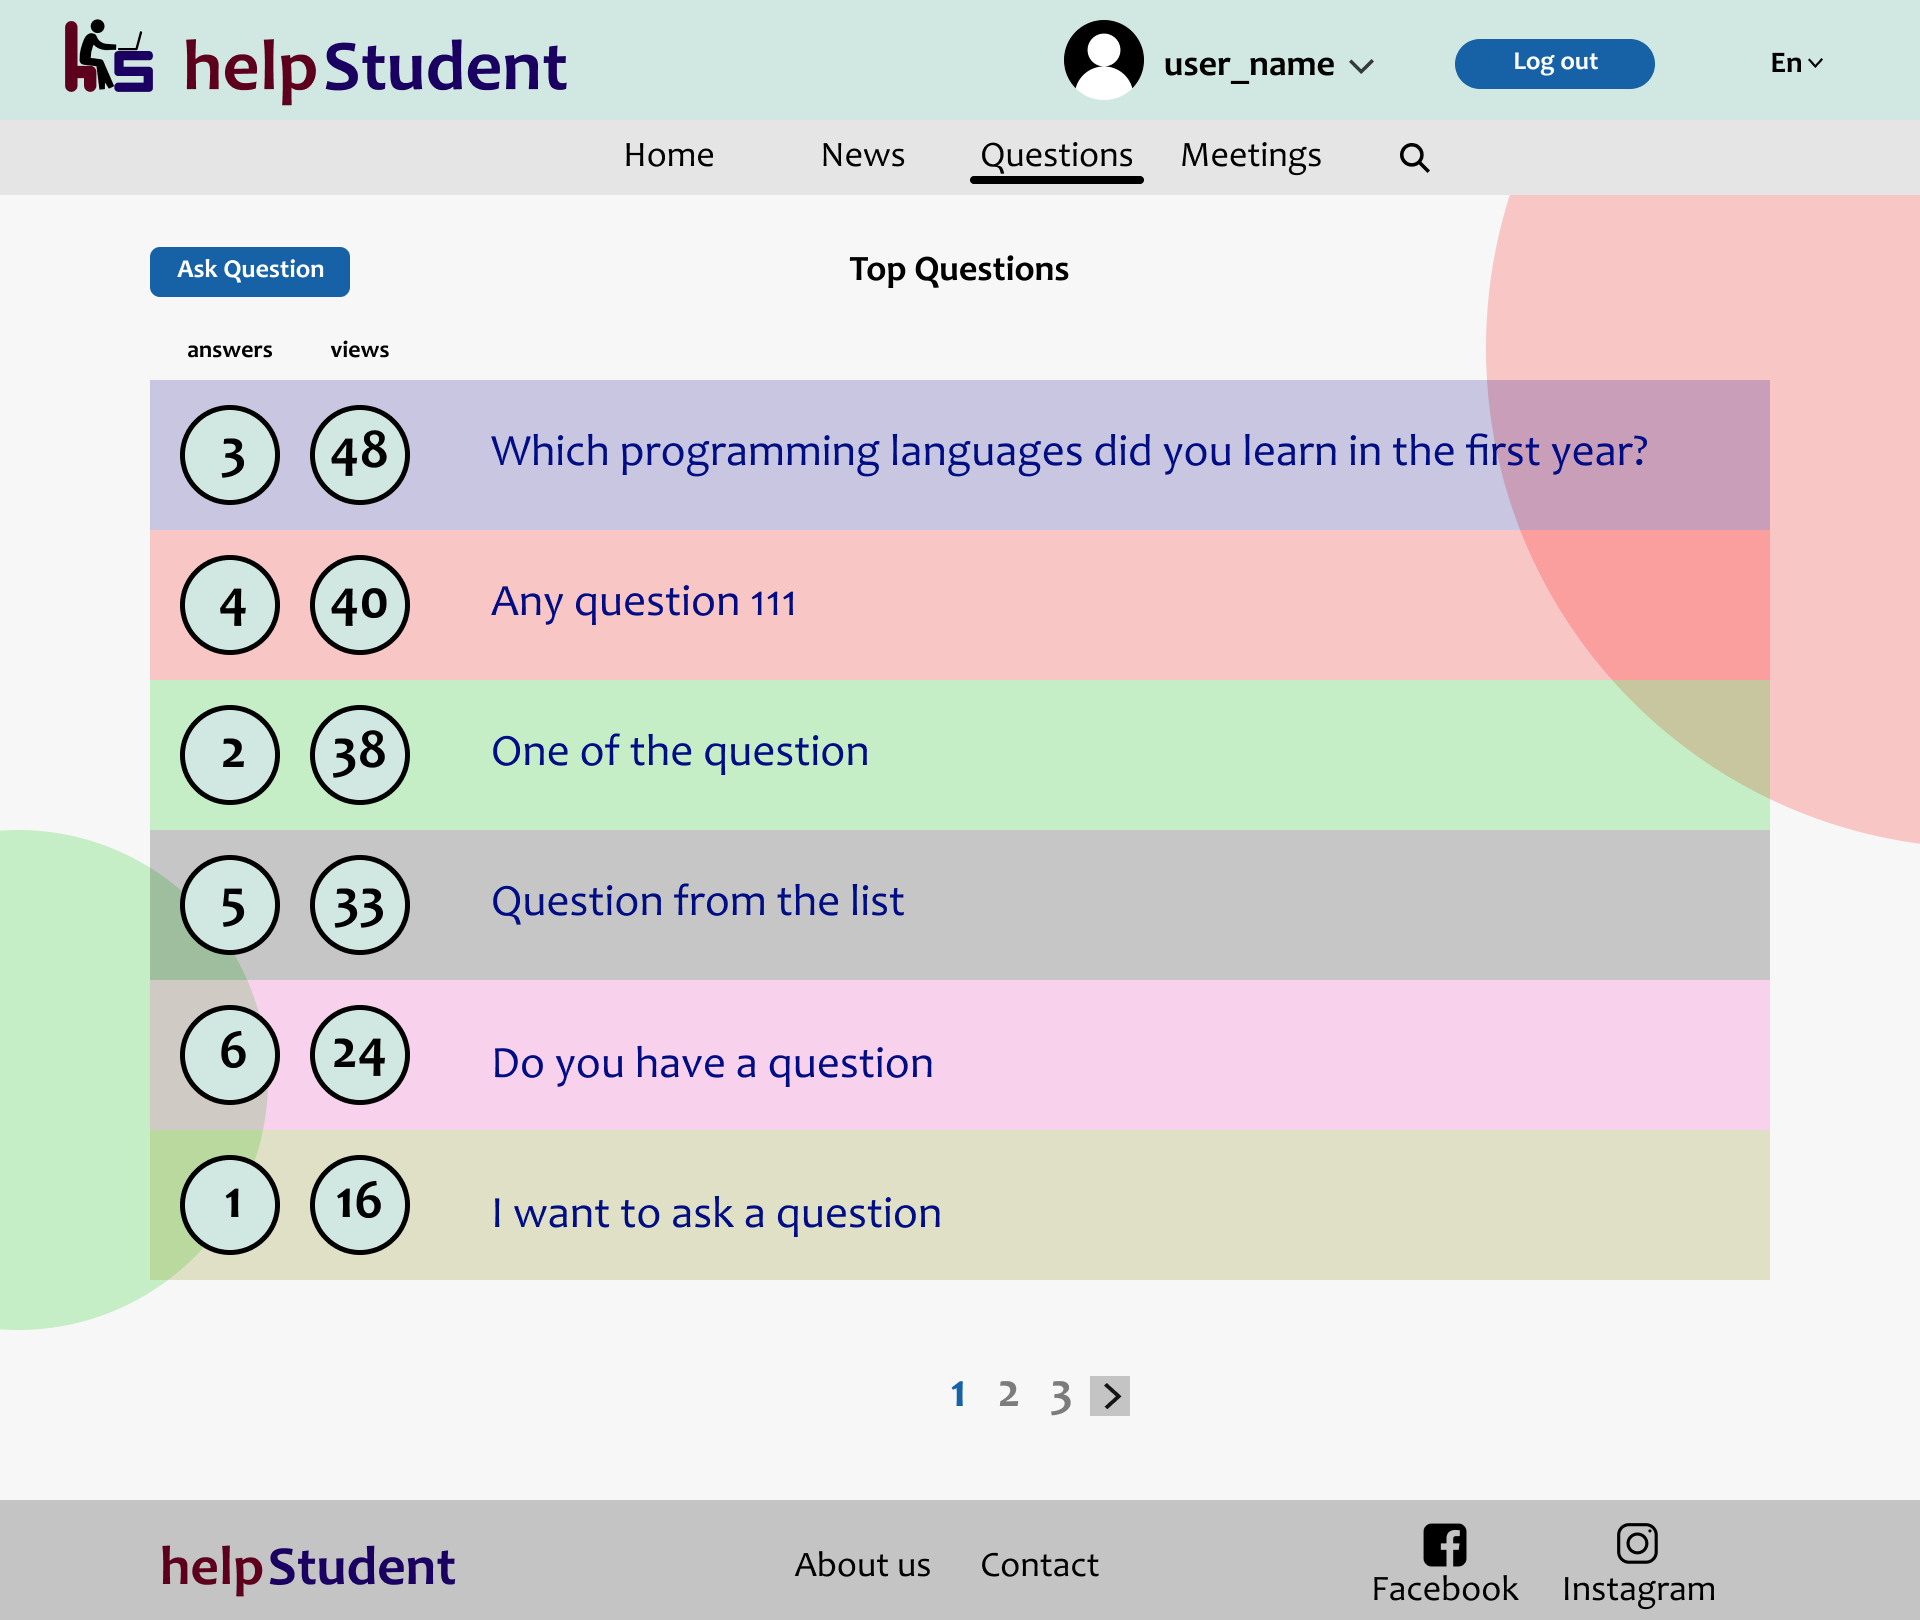 hs helpStudent
user_name
Log out
En
Home News Questions Meetings
Ask Question
Top Questions
answers views
3 48 Which programming languages did you learn in the first year?
4 40 Any question 111
2 38 One of the question
5 33 Question from the list
6 24 Do you have a question
1 16 I want to ask a question
1 2 3 >
helpStudent
About us Contact
Facebook Instagram